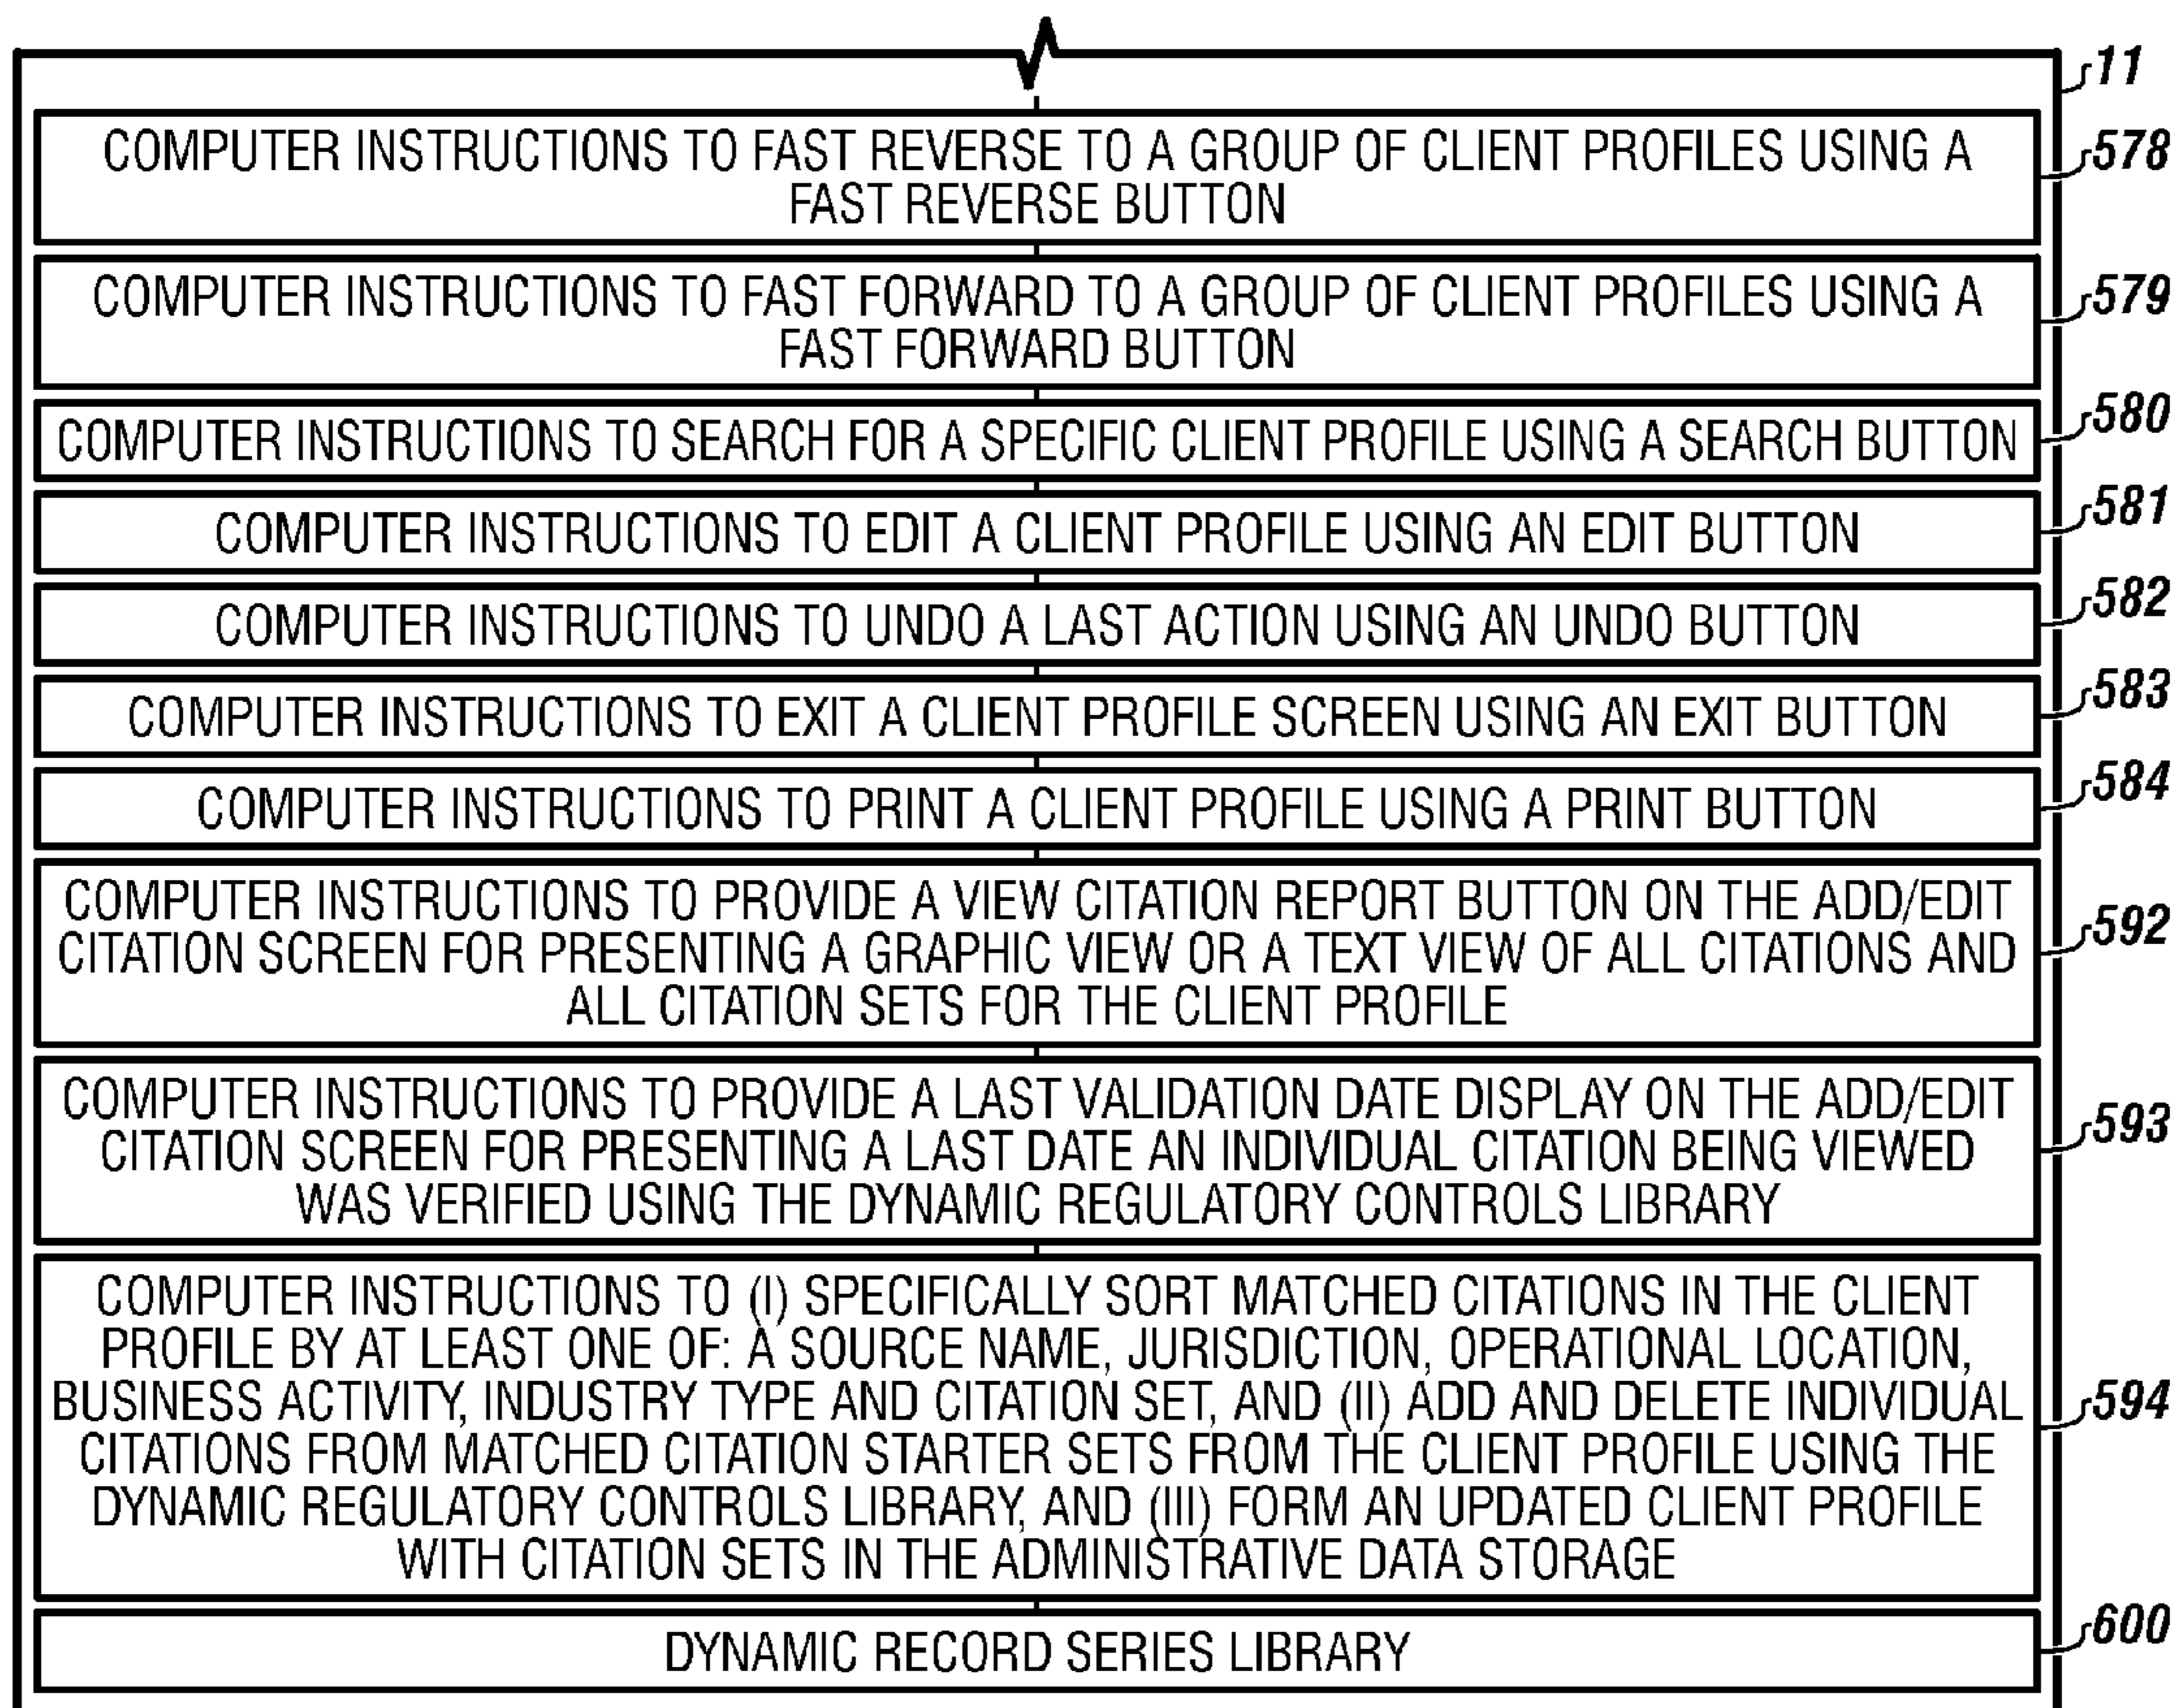 11
COMPUTER INSTRUCTIONS TO FAST REVERSE TO A GROUP OF CLIENT PROFILES USING A
FAST REVERSE BUTTON
578
COMPUTER INSTRUCTIONS TO FAST FORWARD TO A GROUP OF CLIENT PROFILES USING A
FAST FORWARD BUTTON
579
COMPUTER INSTRUCTIONS TO SEARCH FOR A SPECIFIC CLIENT PROFILE USING A SEARCH BUTTON
580
COMPUTER INSTRUCTIONS TO EDIT A CLIENT PROFILE USING AN EDIT BUTTON
581
COMPUTER INSTRUCTIONS TO UNDO A LAST ACTION USING AN UNDO BUTTON
582
COMPUTER INSTRUCTIONS TO EXIT A CLIENT PROFILE SCREEN USING AN EXIT BUTTON
583
COMPUTER INSTRUCTIONS TO PRINT A CLIENT PROFILE USING A PRINT BUTTON
584
COMPUTER INSTRUCTIONS TO PROVIDE A VIEW CITATION REPORT BUTTON ON THE ADD/EDIT
CITATION SCREEN FOR PRESENTING A GRAPHIC VIEW OR A TEXT VIEW OF ALL CITATIONS AND
ALL CITATION SETS FOR THE CLIENT PROFILE
592
COMPUTER INSTRUCTIONS TO PROVIDE A LAST VALIDATION DATE DISPLAY ON THE ADD/EDIT
CITATION SCREEN FOR PRESENTING A LAST DATE AN INDIVIDUAL CITATION BEING VIEWED
WAS VERIFIED USING THE DYNAMIC REGULATORY CONTROLS LIBRARY
593
COMPUTER INSTRUCTIONS TO (I) SPECIFICALLY SORT MATCHED CITATIONS IN THE CLIENT
PROFILE BY AT LEAST ONE OF: A SOURCE NAME, JURISDICTION, OPERATIONAL LOCATION,
BUSINESS ACTIVITY, INDUSTRY TYPE AND CITATION SET, AND (II) ADD AND DELETE INDIVIDUAL
CITATIONS FROM MATCHED CITATION STARTER SETS FROM THE CLIENT PROFILE USING THE
DYNAMIC REGULATORY CONTROLS LIBRARY, AND (III) FORM AN UPDATED CLIENT PROFILE
WITH CITATION SETS IN THE ADMINISTRATIVE DATA STORAGE
594
DYNAMIC RECORD SERIES LIBRARY
600